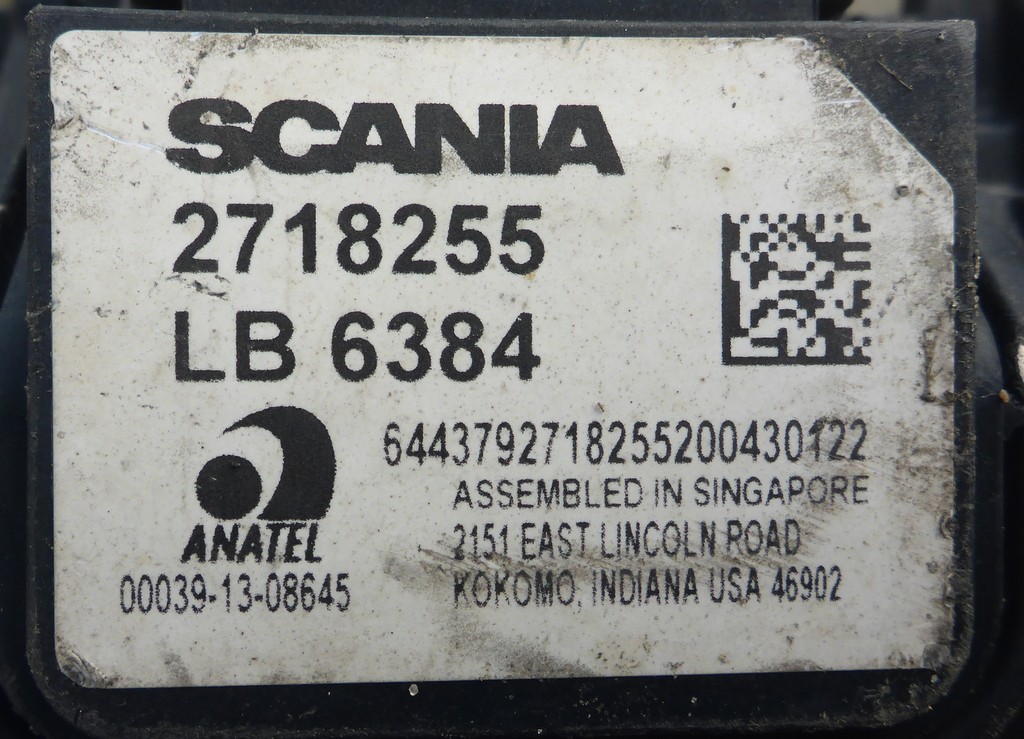 SCANIA
2718255
LB 6384
6443792718255200430122
ASSEMBLED IN SINGAPORE
2151 EAST LINCOLN ROAD
KOKOMO, INDIANA USA 46902
ANATEL
00039-13-08645